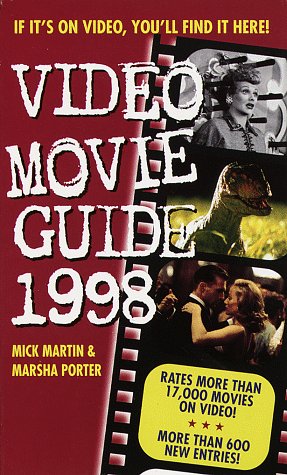 IF IT'S ON VIDEO, YOU'LL FIND IT HERE!
VIDEO
MOVIE
GUIDE
1998
MICK MARTIN &
MARSHA PORTER
RATES MORE THAN
17,000 MOVIES
ON VIDEO!
★ ★ ★
MORE THAN 600
NEW ENTRIES!